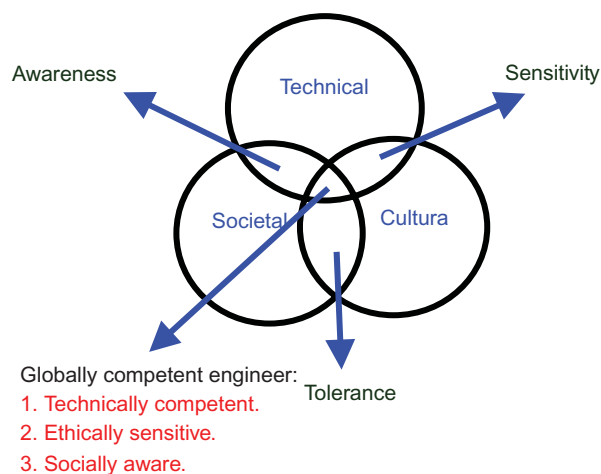 Technical
Awareness
Sensitivity
Societal
Cultura
Globally competent engineer:
Tolerance
1. Technically competent.
2. Ethically sensitive.
3. Socially aware.